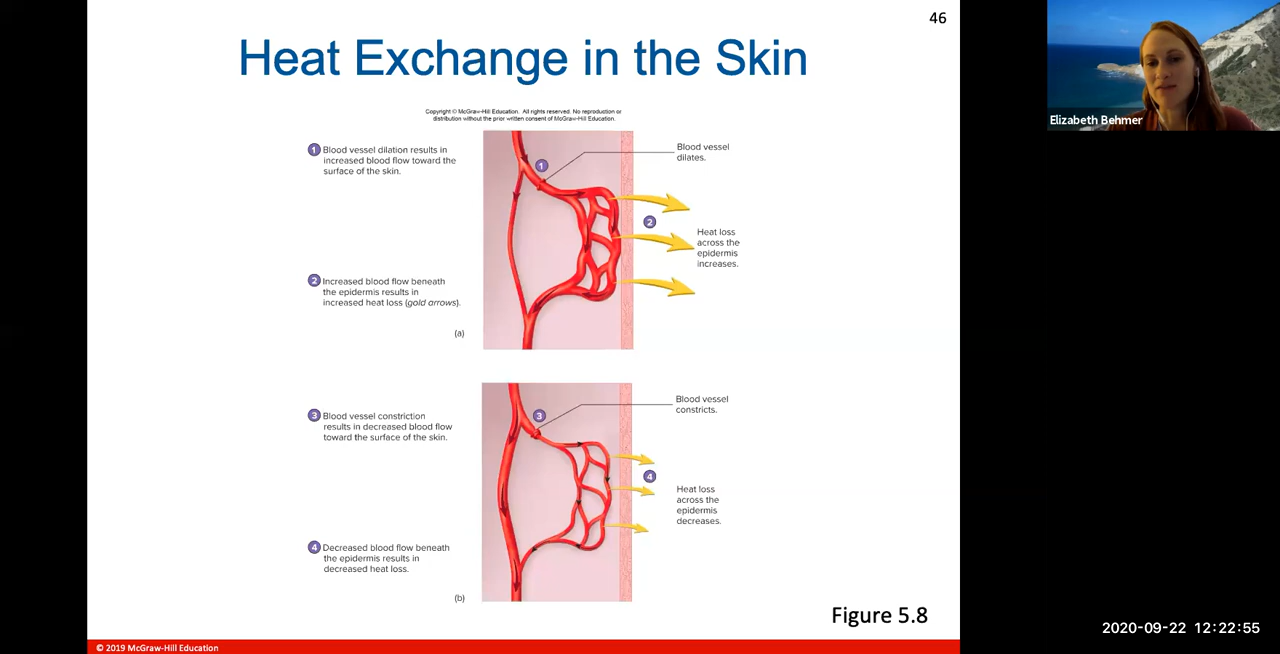 46
Heat Exchange in the Skin
Copyright © McGraw-Hill Education. All rights reserved. No reproduction or
distribution without the prior written consent of McGraw-Hill Education.
1 Blood vessel dilation results in
increased blood flow toward the
surface of the skin.
1
Blood vessel
dilates.
2
Heat loss
across the
epidermis
increases.
2 Increased blood flow beneath
the epidermis results in
increased heat loss (gold arrows).
(a)
3 Blood vessel constriction
results in decreased blood flow
toward the surface of the skin.
3
Blood vessel
constricts.
4
Heat loss
across the
epidermis
decreases.
4 Decreased blood flow beneath
the epidermis results in
decreased heat loss.
(b)
Figure 5.8
© 2019 McGraw-Hill Education
Elizabeth Behmer
2020-09-22 12:22:55